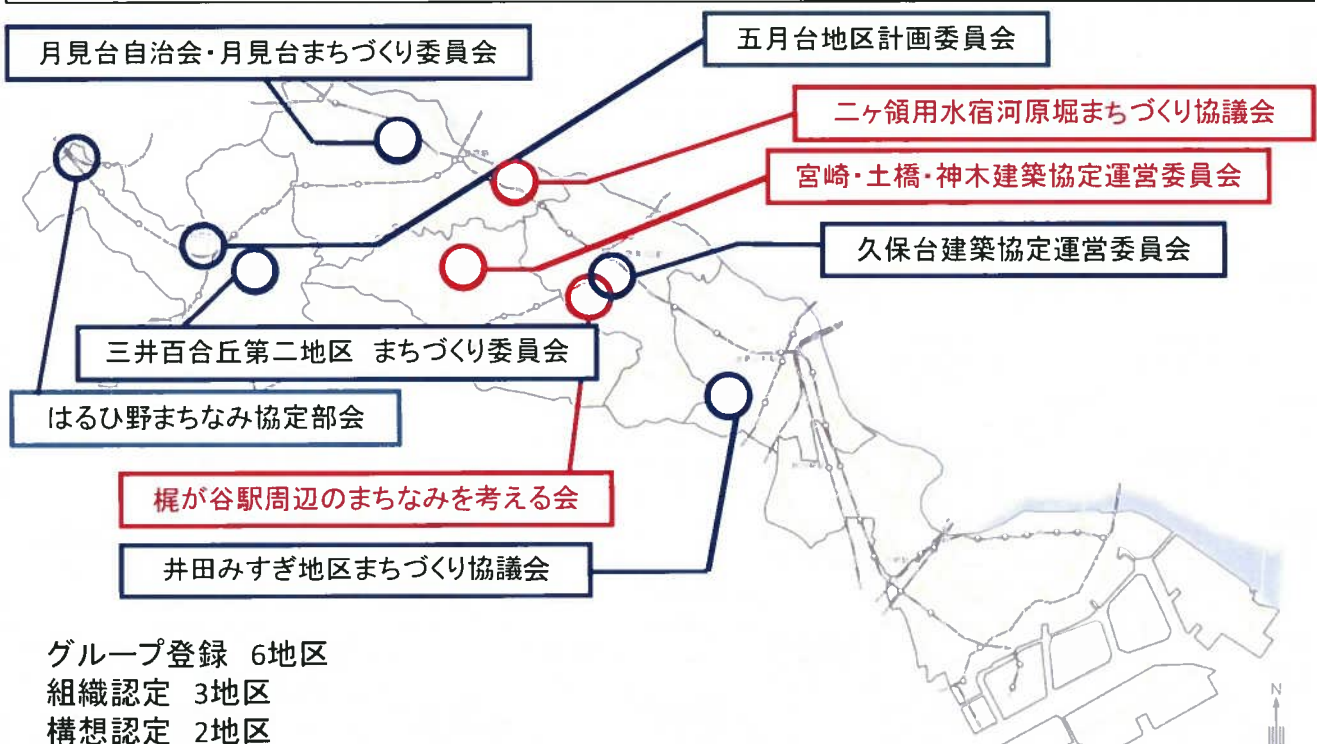 月見台自治会・月見台まちづくり委員会
五月台地区計画委員会
二ヶ領用水宿河原堀まちづくり協議会
宮崎・土橋・神木建築協定運営委員会
久保台建築協定運営委員会
三井百合丘第二地区 まちづくり委員会
はるひ野まちなみ協定部会
梶が谷駅周辺のまちなみを考える会
井田みすぎ地区まちづくり協議会
グループ登録 6地区
組織認定 3地区
構想認定 2地区
N